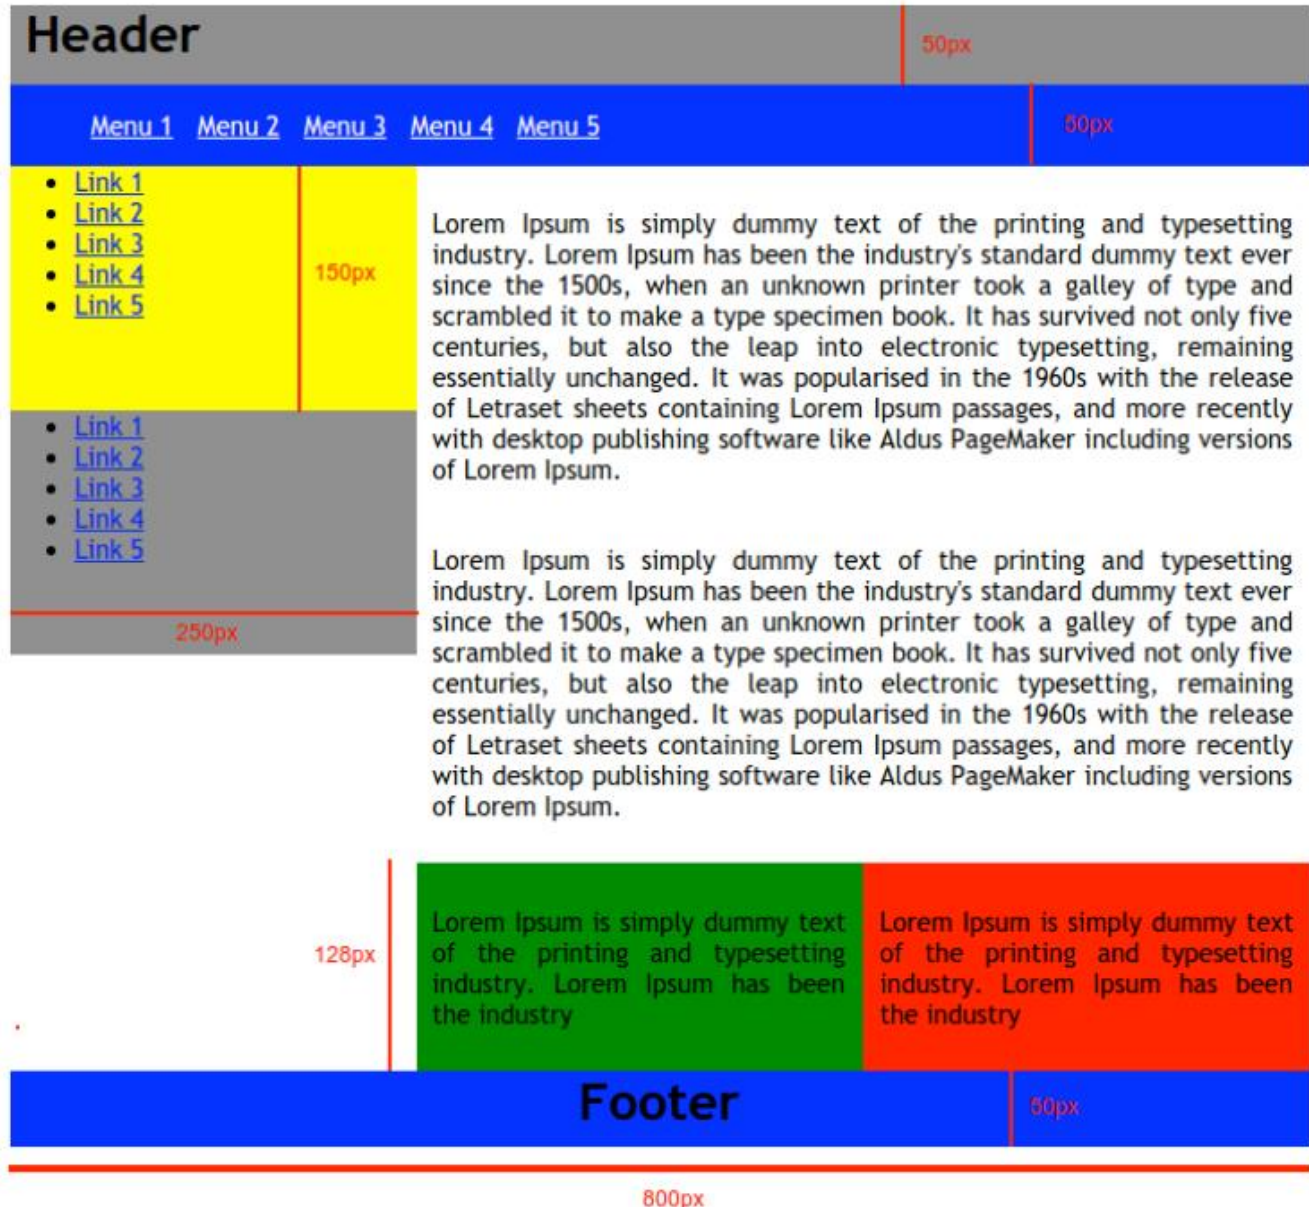 Header
50px
Menu 1 Menu 2 Menu 3 Menu 4 Menu 5
50px
Link 1
Link 2
Link 3
Link 4
Link 5
150px
Link 1
Link 2
Link 3
Link 4
Link 5
250px
Lorem Ipsum is simply dummy text of the printing and typesetting
industry. Lorem Ipsum has been the industry's standard dummy text ever
since the 1500s, when an unknown printer took a galley of type and
scrambled it to make a type specimen book. It has survived not only five
centuries, but also the leap into electronic typesetting, remaining
essentially unchanged. It was popularised in the 1960s with the release
of Letraset sheets containing Lorem Ipsum passages, and more recently
with desktop publishing software like Aldus PageMaker including versions
of Lorem Ipsum.
Lorem Ipsum is simply dummy text of the printing and typesetting
industry. Lorem Ipsum has been the industry's standard dummy text ever
since the 1500s, when an unknown printer took a galley of type and
scrambled it to make a type specimen book. It has survived not only five
centuries, but also the leap into electronic typesetting, remaining
essentially unchanged. It was popularised in the 1960s with the release
of Letraset sheets containing Lorem Ipsum passages, and more recently
with desktop publishing software like Aldus PageMaker including versions
of Lorem Ipsum.
128px
Lorem Ipsum is simply dummy text
of the printing and typesetting
industry. Lorem Ipsum has been
the industry
Lorem Ipsum is simply dummy text
of the printing and typesetting
industry. Lorem Ipsum has been
the industry
Footer
50px
800px